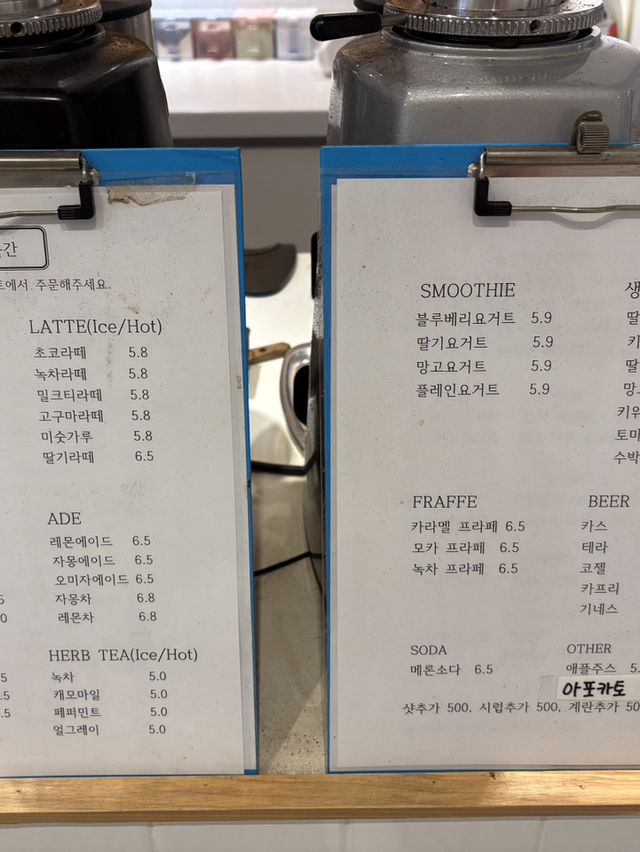 간
에서 주문해주세요.
LATTE(Ice/Hot)
초코라떼 5.8
녹차라떼 5.8
밀크티라떼 5.8
고구마라떼 5.8
미숫가루 5.8
딸기라떼 6.5
ADE
레몬에이드 6.5
자몽에이드 6.5
오미자에이드 6.5
자몽차 6.8
레몬차 6.8
HERB TEA(Ice/Hot)
녹차 5.0
캐모마일 5.0
페퍼민트 5.0
얼그레이 5.0
SMOOTHIE
블루베리요거트 5.9
딸기요거트 5.9
망고요거트 5.9
플레인요거트 5.9
생
딸
키
딸
망
키위
토마
수박
FRAFFE
카라멜 프라페 6.5
모카 프라페 6.5
녹차 프라페 6.5
BEER
카스
테라
코젤
카프리
기네스
SODA
메론소다 6.5
OTHER
애플주스 5.
아포카토
샷추가 500, 시럽추가 500, 계란추가 50